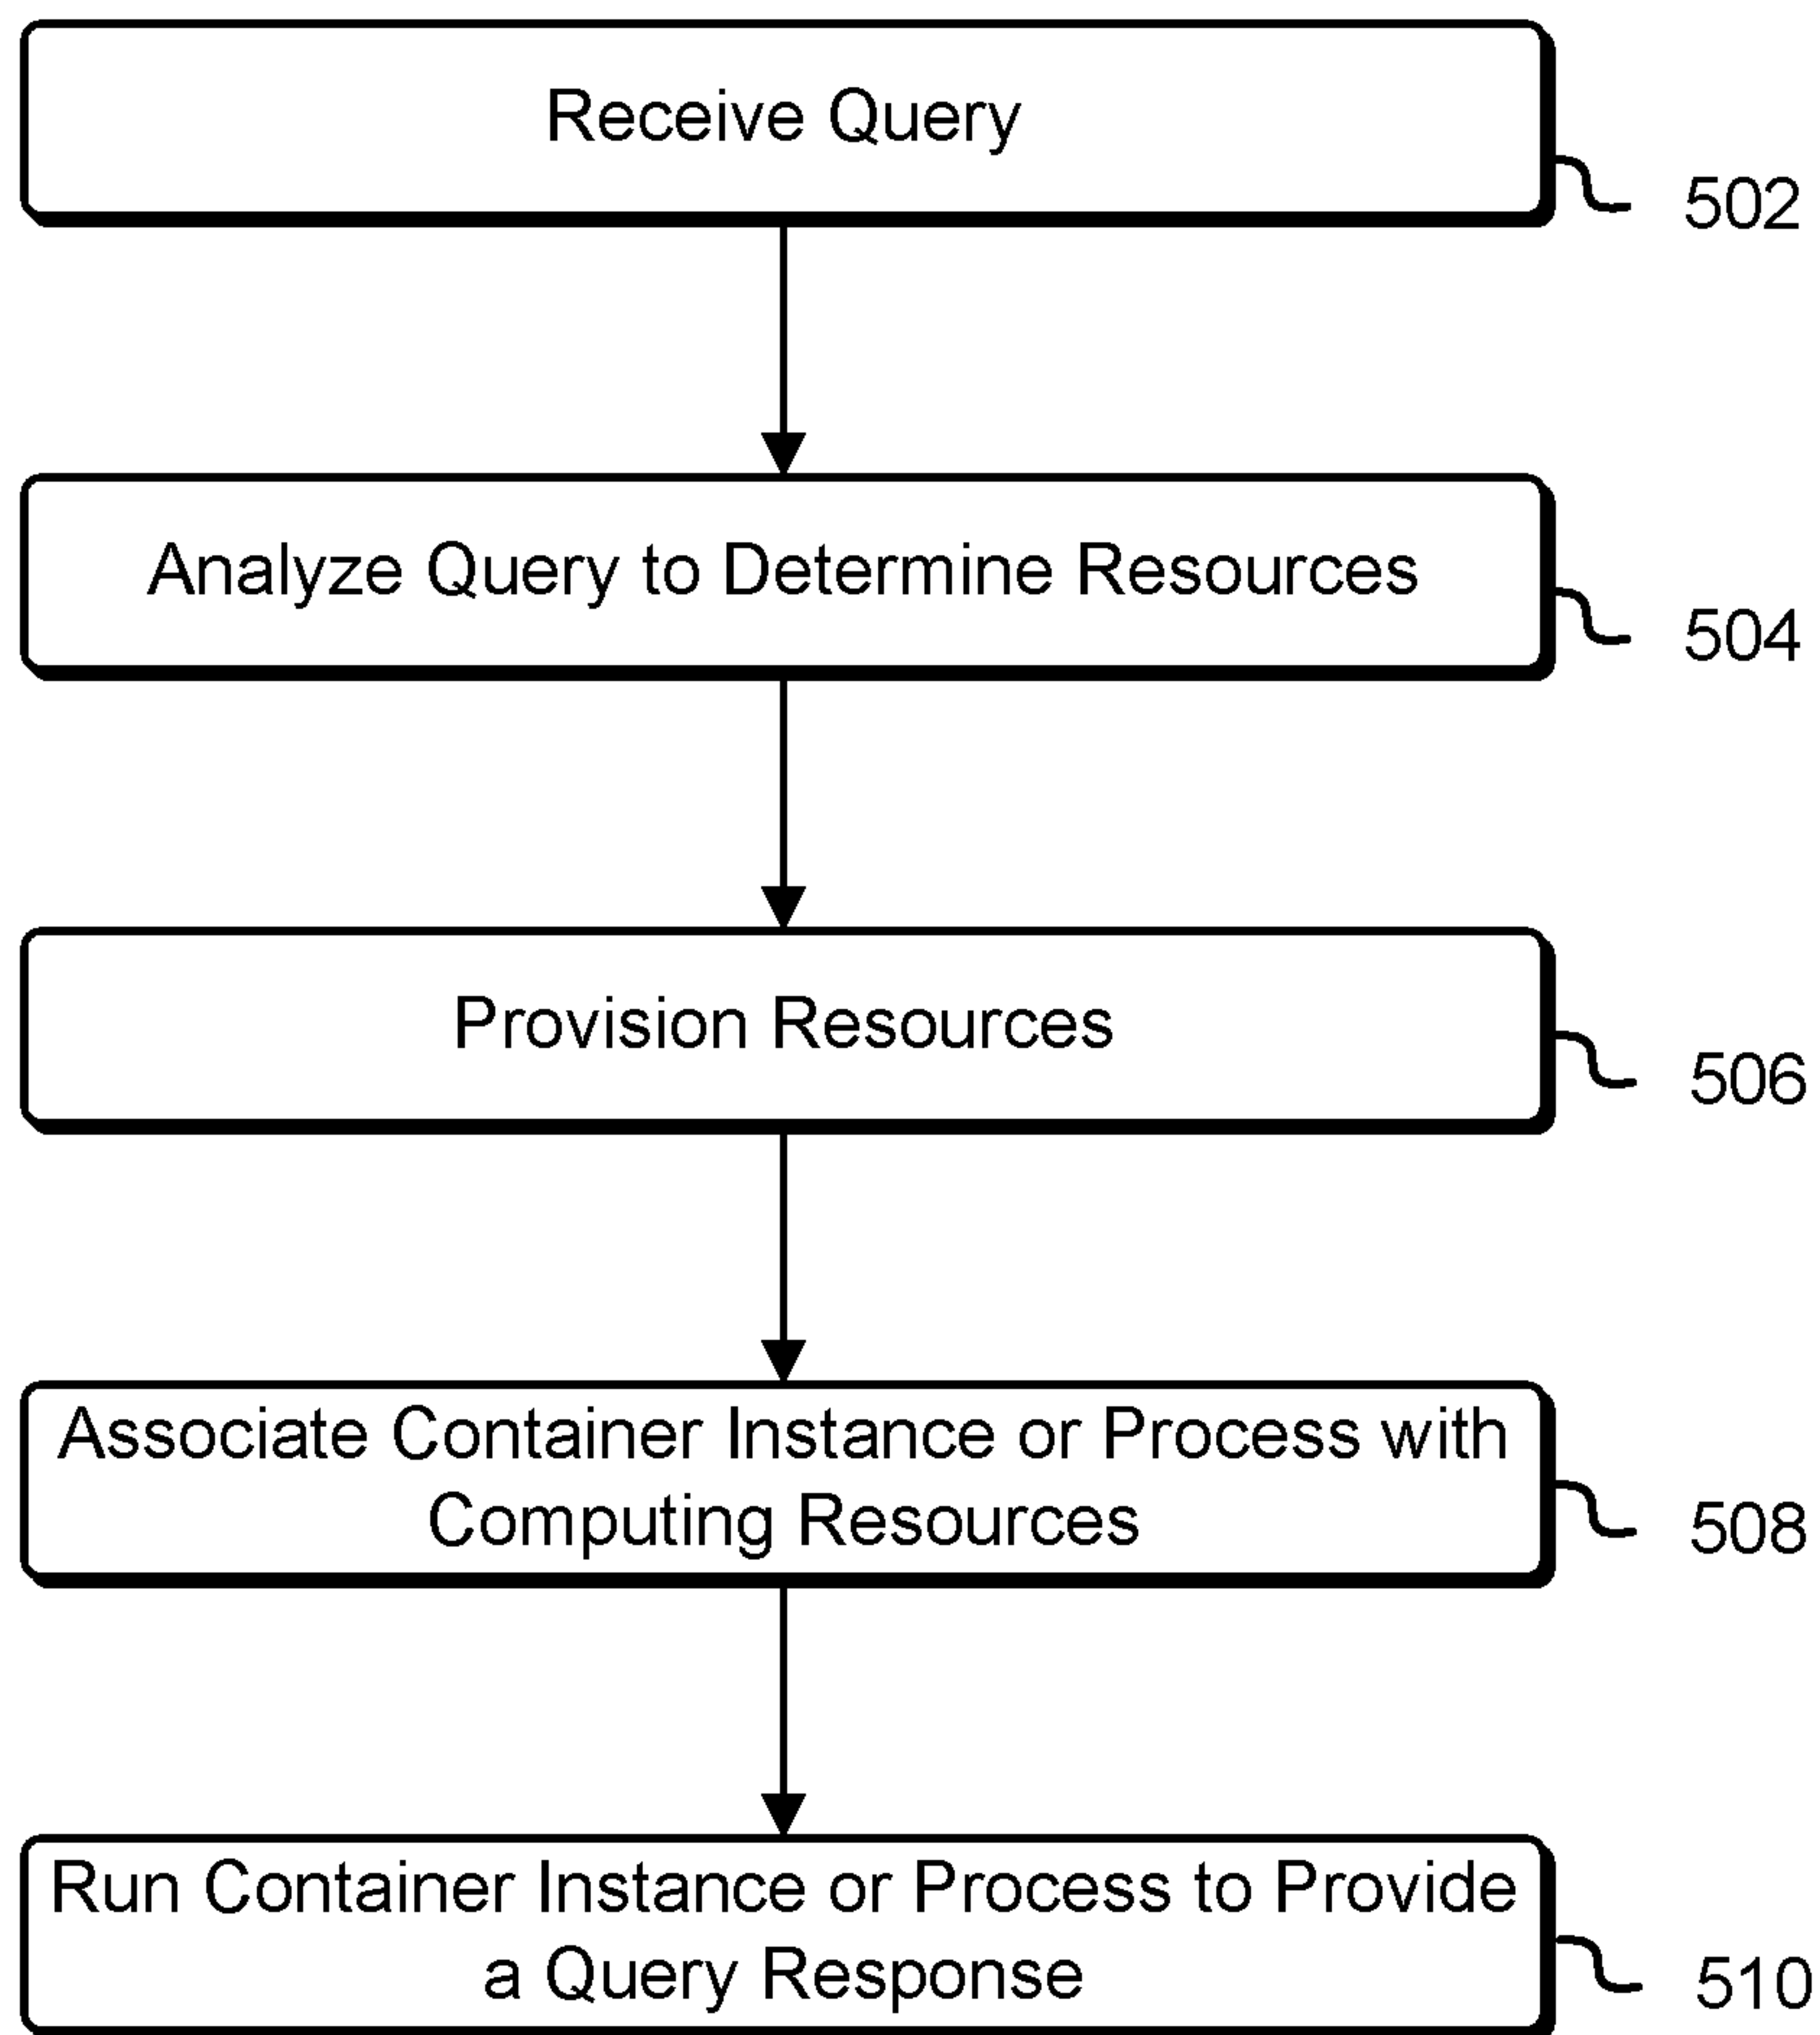 Receive Query
502
Analyze Query to Determine Resources
504
Provision Resources
506
Associate Container Instance or Process with
Computing Resources
508
Run Container Instance or Process to Provide
a Query Response
510